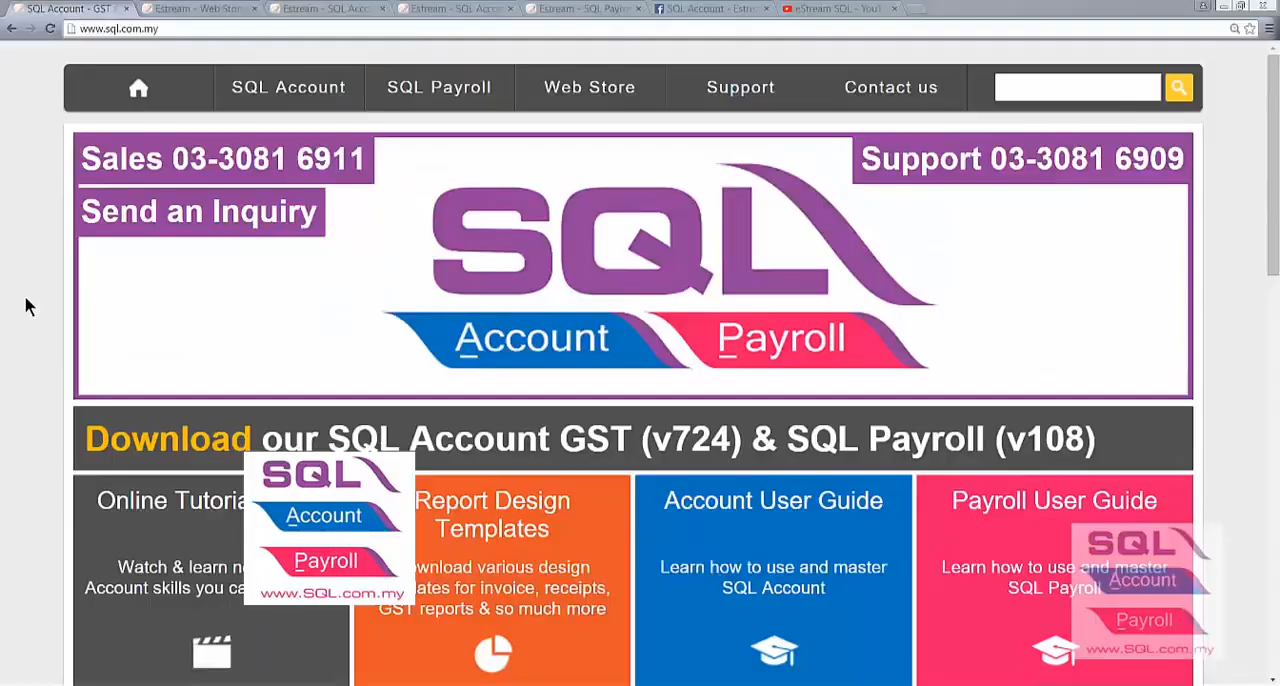 SQL Account - GST
Estream - Web Stor
Estream - SQL Acc
Estream - SQL Acc
Estream - SQL Payr
SQL Account - Estre
eStream SQL - YouT
www.sql.com.my
SQL Account
SQL Payroll
Web Store
Support
Contact us
Sales 03-3081 6911
Support 03-3081 6909
Send an Inquiry
SQL
Account
Payroll
Download our SQL Account GST (v724) & SQL Payroll (v108)
Online Tutoria
Watch & learn n
Account skills you ca
SQL
Account
Payroll
www.SQL.com.my
Report Design
Templates
ownload various design
ates for invoice, receipts,
GST reports & so much more
Account User Guide
Learn how to use and master
SQL Account
Payroll User Guide
Learn how to use and master
SQL Payroll
SQL
Account
Payroll
www.SQL.com.my